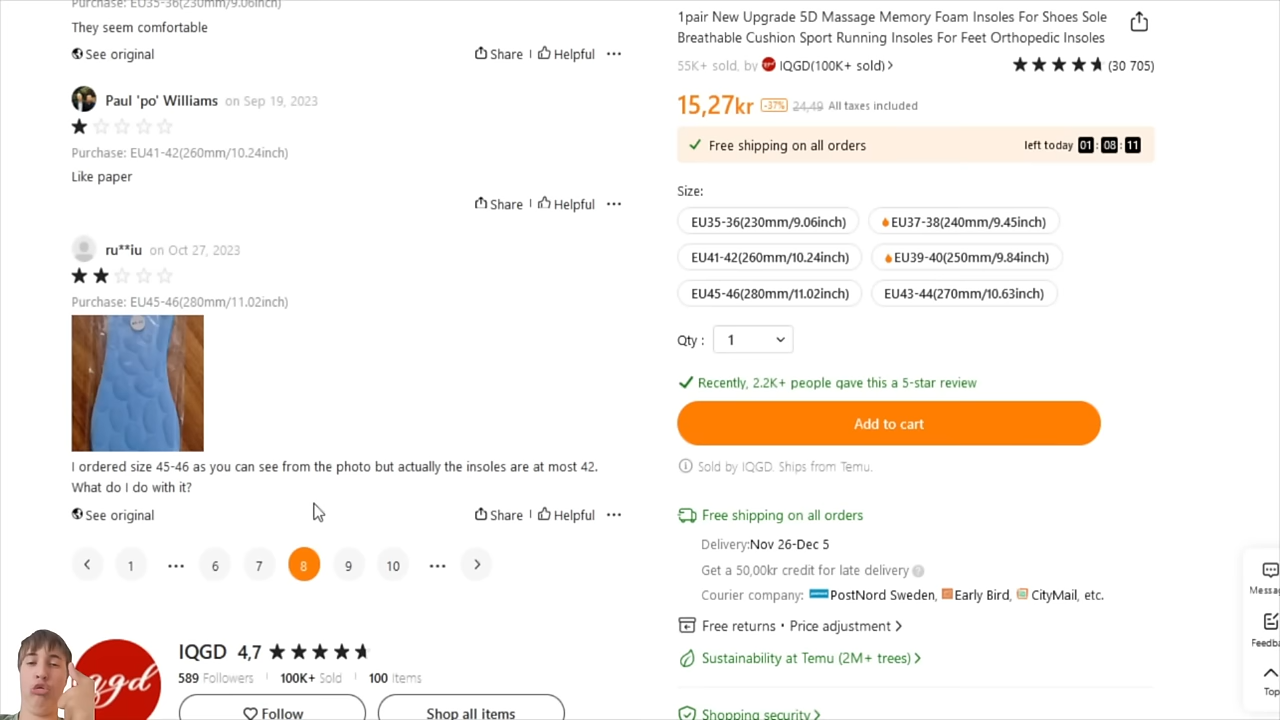 Purchase: EU35-36(230mm/9.06inch)
They seem comfortable
See original
Share
Helpful
Paul 'po' Williams on Sep 19, 2023
Purchase: EU41-42(260mm/10.24inch)
Like paper
Share
Helpful
ru**iu on Oct 27, 2023
Purchase: EU45-46(280mm/11.02inch)
I ordered size 45-46 as you can see from the photo but actually the insoles are at most 42.
What do I do with it?
See original
Share
Helpful
1 ... 6 7 8 9 10 ...
IQGD 4,7
589 Followers
100K+ Sold
100 Items
Follow
Shop all items
1pair New Upgrade 5D Massage Memory Foam Insoles For Shoes Sole
Breathable Cushion Sport Running Insoles For Feet Orthopedic Insoles
55K+ sold, by IQGD(100K+ sold) (30 705)
15,27kr -37% 24,49 All taxes included
Free shipping on all orders
left today 01 : 08 : 11
Size:
EU35-36(230mm/9.06inch)
EU37-38(240mm/9.45inch)
EU41-42(260mm/10.24inch)
EU39-40(250mm/9.84inch)
EU45-46(280mm/11.02inch)
EU43-44(270mm/10.63inch)
Qty : 1
Recently, 2.2K+ people gave this a 5-star review
Add to cart
Sold by IQGD. Ships from Temu.
Free shipping on all orders
Delivery:Nov 26-Dec 5
Get a 50,00kr credit for late delivery
Courier company: PostNord Sweden, Early Bird, CityMail, etc.
Free returns · Price adjustment
Sustainability at Temu (2M+ trees)
Shopping security
Top